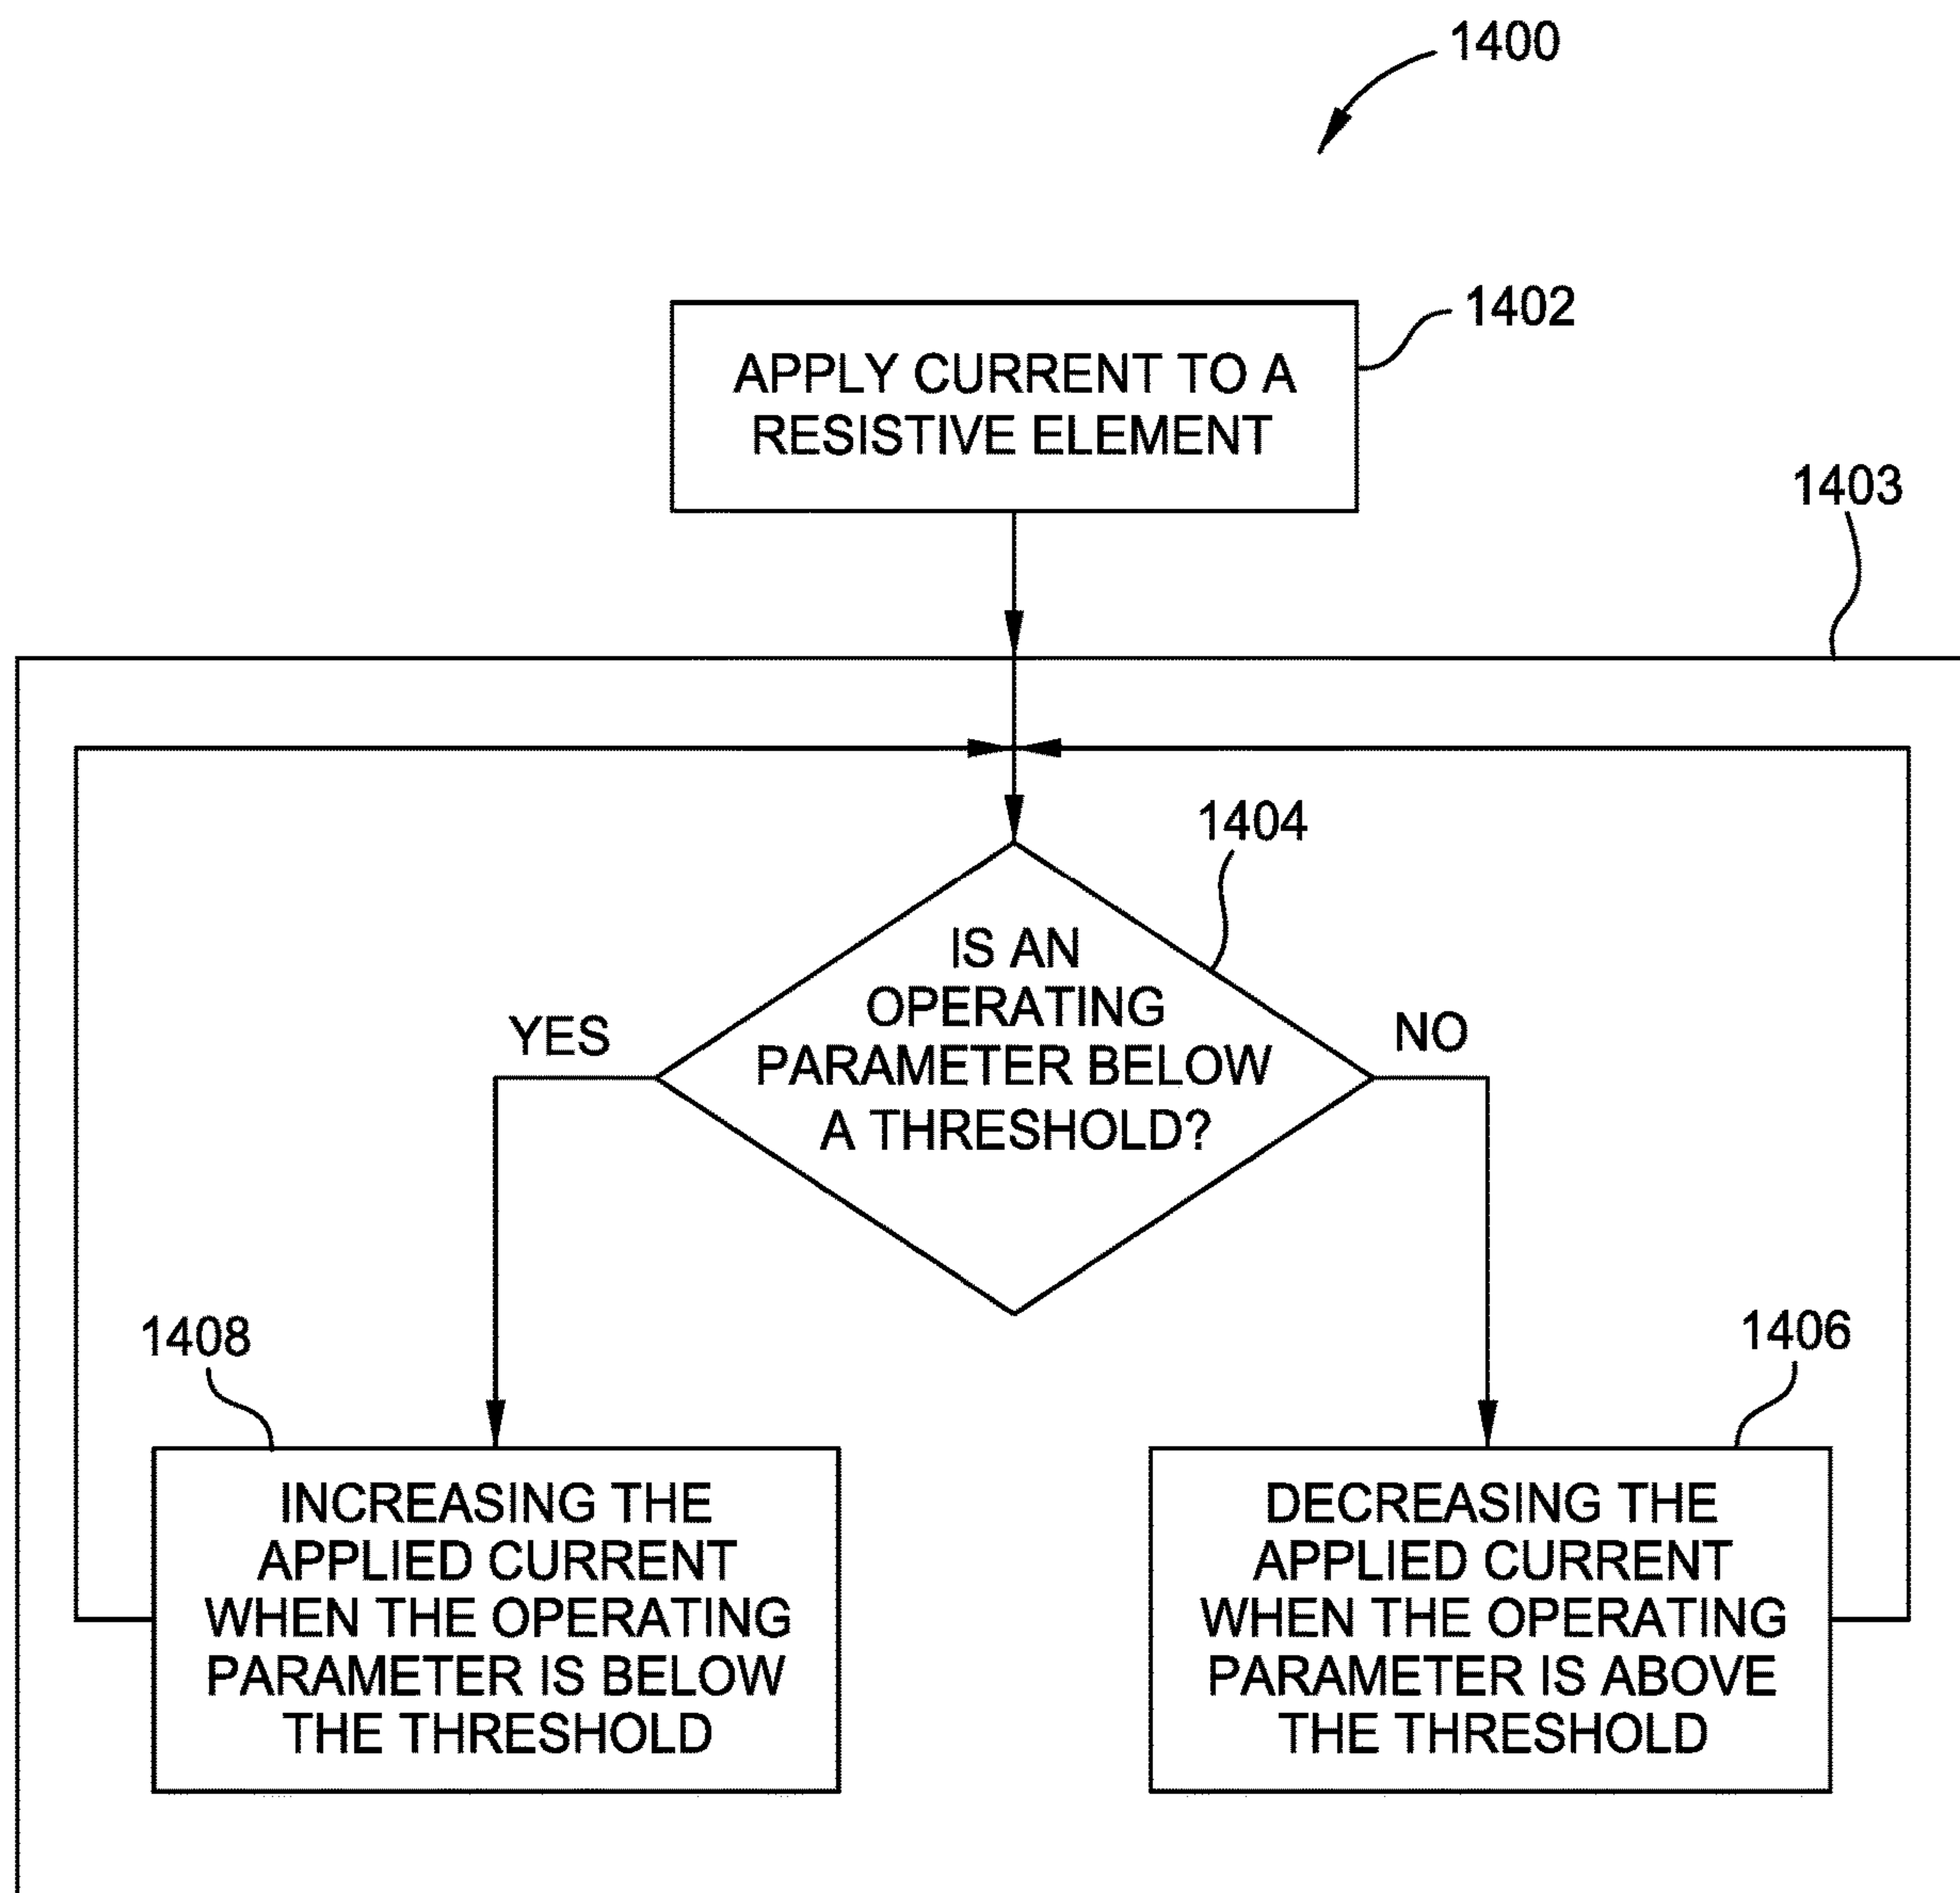 1400
1402
APPLY CURRENT TO A
RESISTIVE ELEMENT
1403
1404
IS AN
OPERATING
PARAMETER BELOW
A THRESHOLD?
YES
NO
1408
1406
INCREASING THE
APPLIED CURRENT
WHEN THE OPERATING
PARAMETER IS BELOW
THE THRESHOLD
DECREASING THE
APPLIED CURRENT
WHEN THE OPERATING
PARAMETER IS ABOVE
THE THRESHOLD